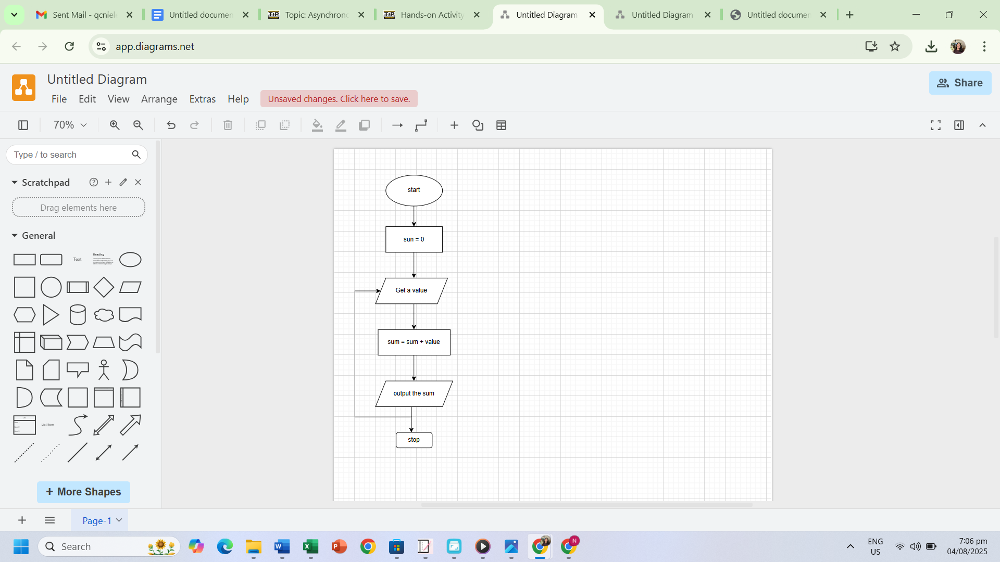 Sent Mail - qcniel
Untitled documen
Topic: Asynchrono
Hands-on Activity
Untitled Diagram
Untitled Diagram
Untitled documen
app.diagrams.net
Untitled Diagram
Share
File Edit View Arrange Extras Help
Unsaved changes. Click here to save.
70%
Type / to search
Scratchpad
Drag elements here
General
Text
Heading
List Item
+ More Shapes
start
sun = 0
Get a value
sum = sum + value
output the sum
stop
Page-1
Search
N
ENG
US
7:06 pm
04/08/2025